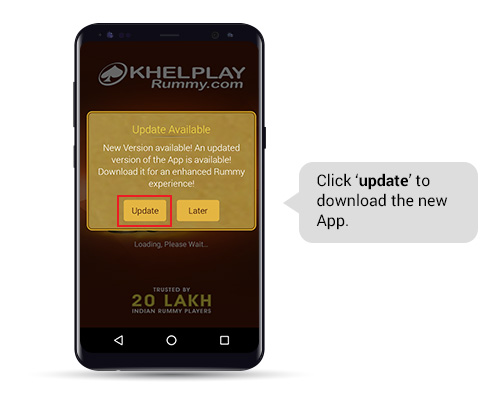 KHELPLAY
Rummy.com
Update Available
New Version available! An updated
version of the App is available!
Download it for an enhanced Rummy
experience!
Update
Later
Loading, Please Wait...
TRUSTED BY
20 LAKH
INDIAN RUMMY PLAYERS
Click ‘update’ to
download the new
App.